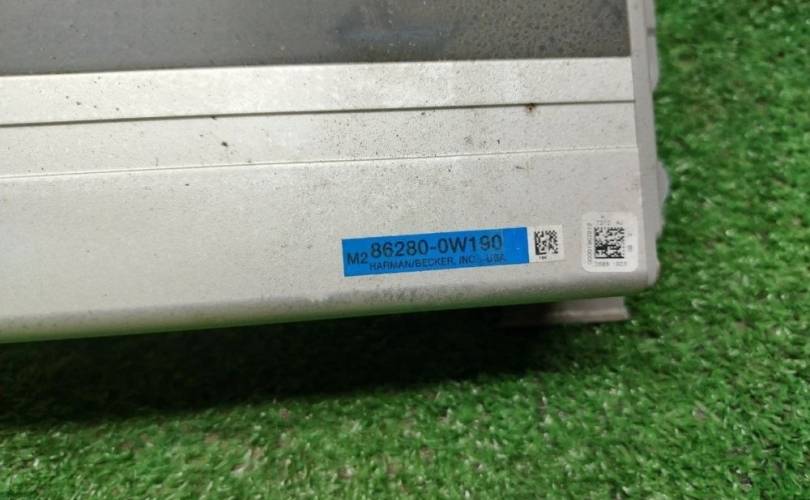 M2 86280-0W190
HARMAN/BECKER, INC.-USA